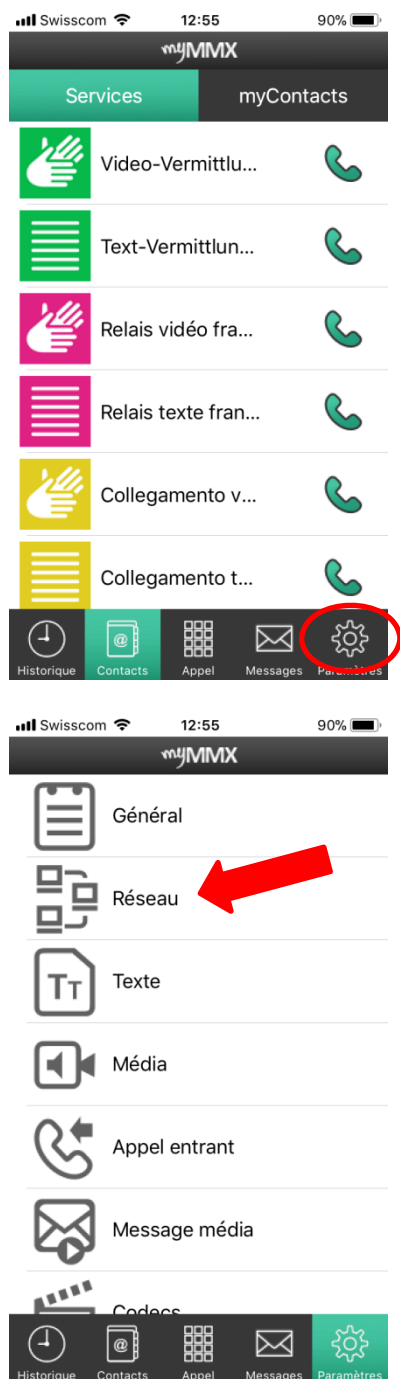 Swisscom 12:55 90%
myMMX
Services myContacts
Video-Vermittlu...
Text-Vermittlun...
Relais vidéo fra...
Relais texte fran...
Collegamento v...
Collegamento t...
Historique Contacts Appel Messages Paramètres
Swisscom 12:55 90%
myMMX
Général
Réseau
TT Texte
Média
Appel entrant
Message média
Codecs
Historique Contacts Appel Messages Paramètres